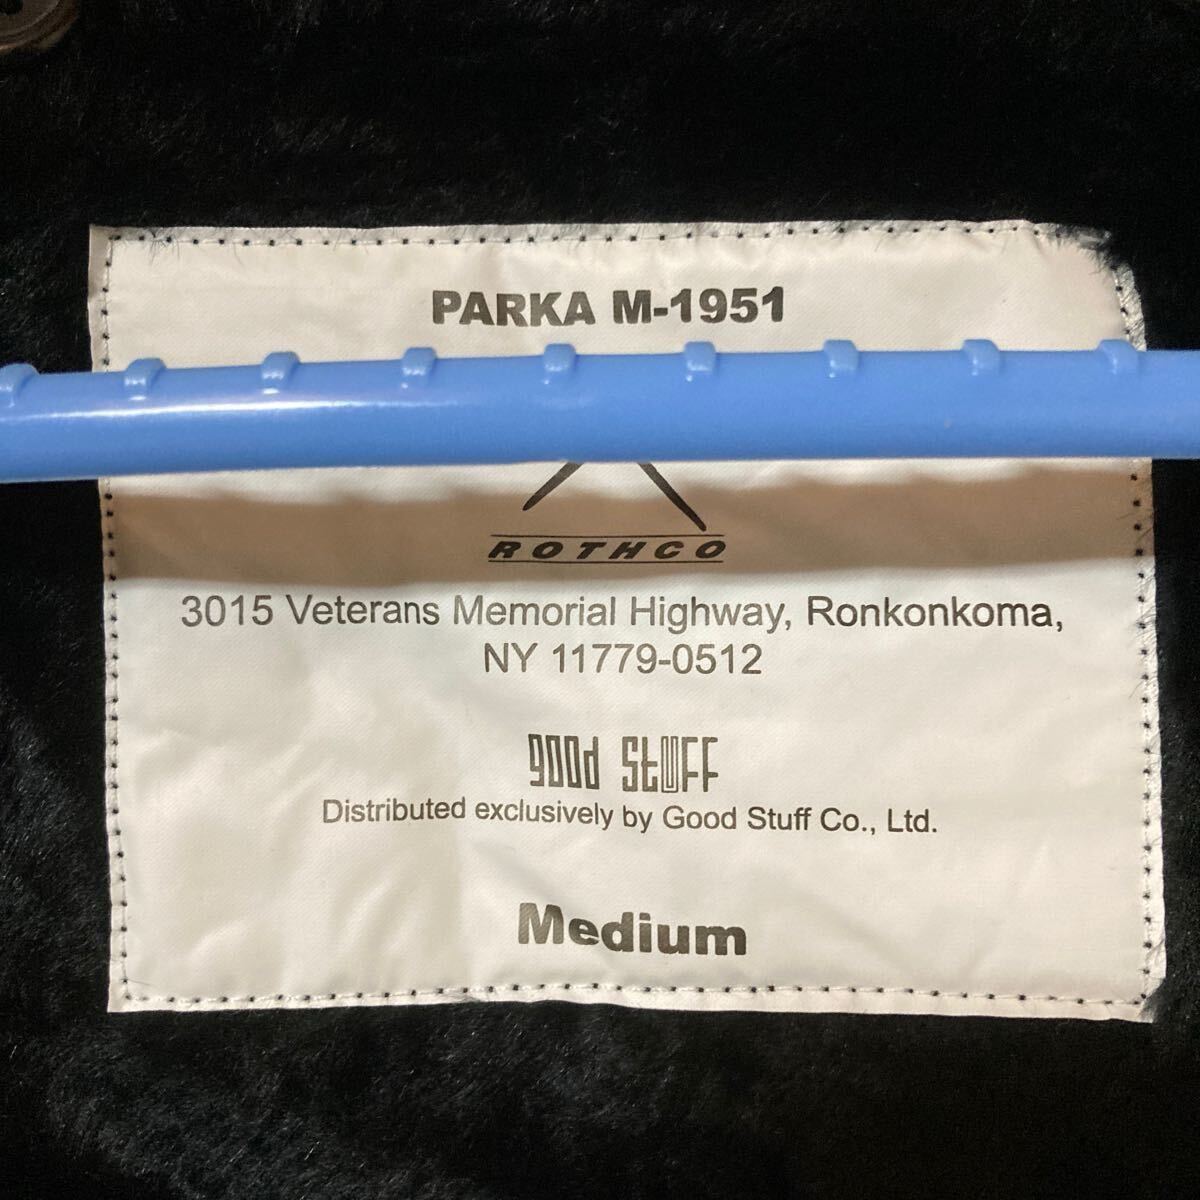 PARKA M-1951
ROTHCO
3015 Veterans Memorial Highway, Ronkonkoma,
NY 11779-0512
good StUFF
Distributed exclusively by Good Stuff Co., Ltd.
Medium